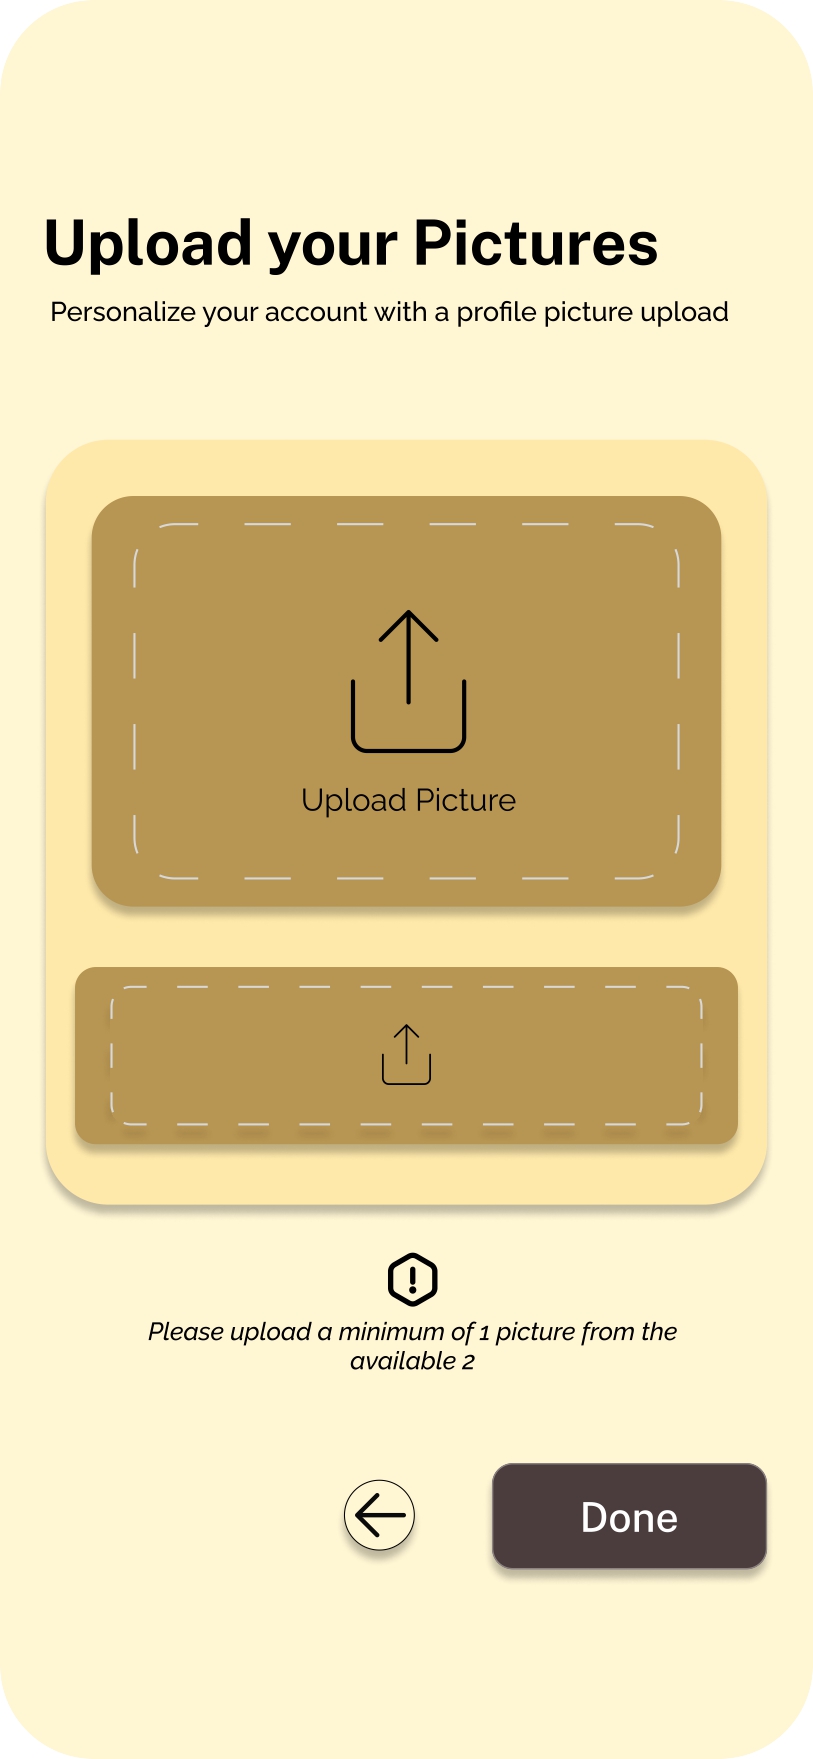 Upload your Pictures
Personalize your account with a profile picture upload
Upload Picture
Please upload a minimum of 1 picture from the
available 2
Done